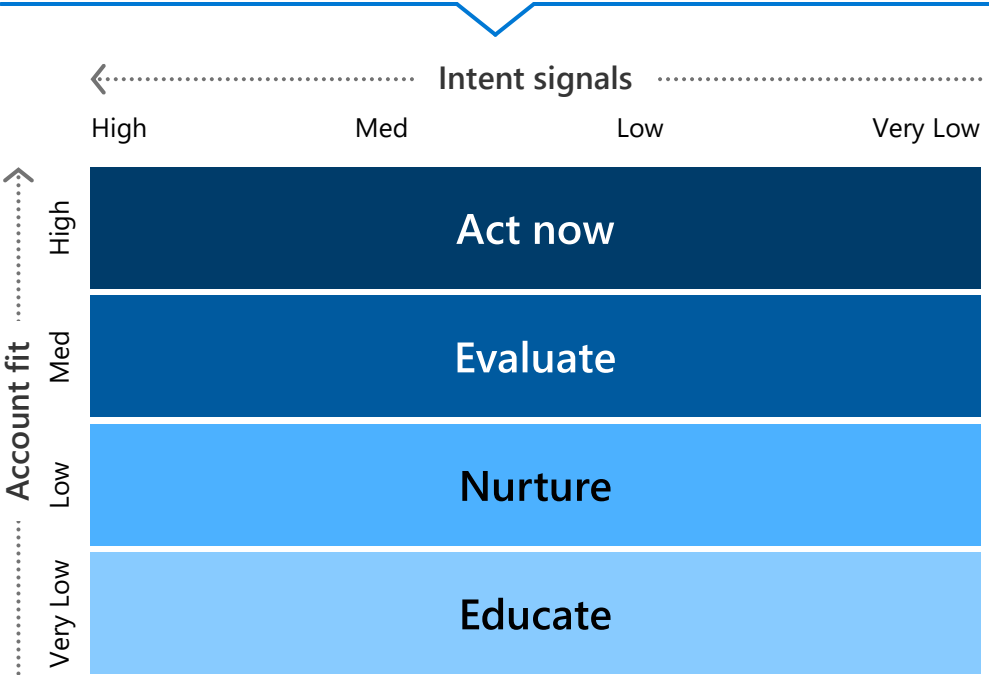 Intent signals
High Med Low Very Low
Account fit
High
Act now
Med
Evaluate
Low
Nurture
Very Low
Educate